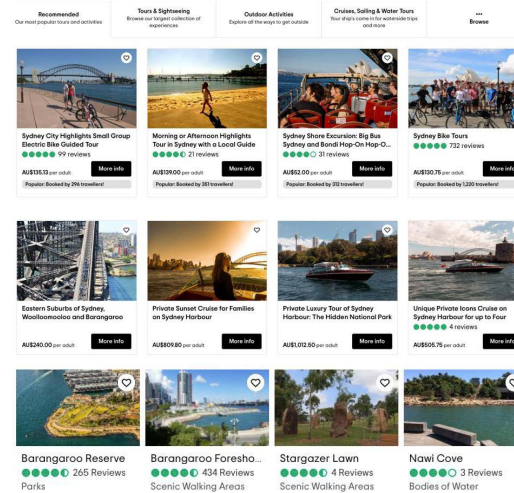 Recommended
Our most popular tours and activities
Tours & Sightseeing
Browse our largest collection of
experiences
Outdoor Activities
Explore all the ways to get outside
Cruises, Sailing & Water Tours
Your ship's come in for waterside trips
and more
...
Browse
Sydney City Highlights Small Group
Electric Bike Guided Tour
99 reviews
AU$135.13 per adult
More info
Popular: Booked by 296 travellers!
Morning or Afternoon Highlights
Tour in Sydney with a Local Guide
21 reviews
AU$139.00 per adult
More info
Popular: Booked by 351 travellers!
Sydney Shore Excursion: Big Bus
Sydney and Bondi Hop-On Hop-O...
31 reviews
AU$52.00 per adult
More info
Popular: Booked by 312 travellers!
Sydney Bike Tours
732 reviews
AU$130.75 per adult
More info
Popular: Booked by 1,220 travellers!
Eastern Suburbs of Sydney,
Woolloomooloo and Barangaroo
AU$240.00 per adult
More info
Private Sunset Cruise for Families
on Sydney Harbour
AU$809.80 per adult
More info
Private Luxury Tour of Sydney
Harbour: The Hidden National Park
AU$1,012.50 per adult
More info
Unique Private Icons Cruise on
Sydney Harbour for up to Four
4 reviews
AU$505.75 per adult
More info
Barangaroo Reserve
265 Reviews
Parks
Barangaroo Foresho...
434 Reviews
Scenic Walking Areas
Stargazer Lawn
4 Reviews
Scenic Walking Areas
Nawi Cove
3 Reviews
Bodies of Water